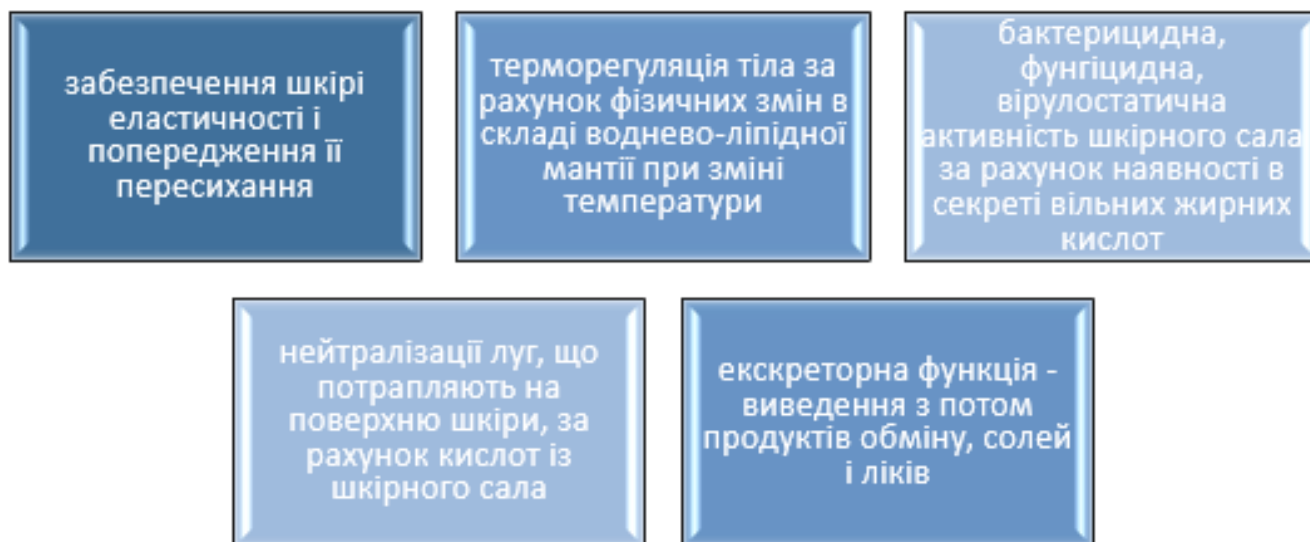 забезпечення шкірі
еластичності і
попередження її
пересихання
терморегуляція тіла за
рахунок фізичних змін в
складі воднево-ліпідної
мантії при зміні
температури
бактерицидна,
фунгіцидна,
вірулостатична
активність шкірного сала
за рахунок наявності в
секреті вільних жирних
кислот
нейтралізації луг, що
потрапляють на
поверхню шкіри, за
рахунок кислот із
шкірного сала
екскреторна функція -
виведення з потом
продуктів обміну, солей
і ліків